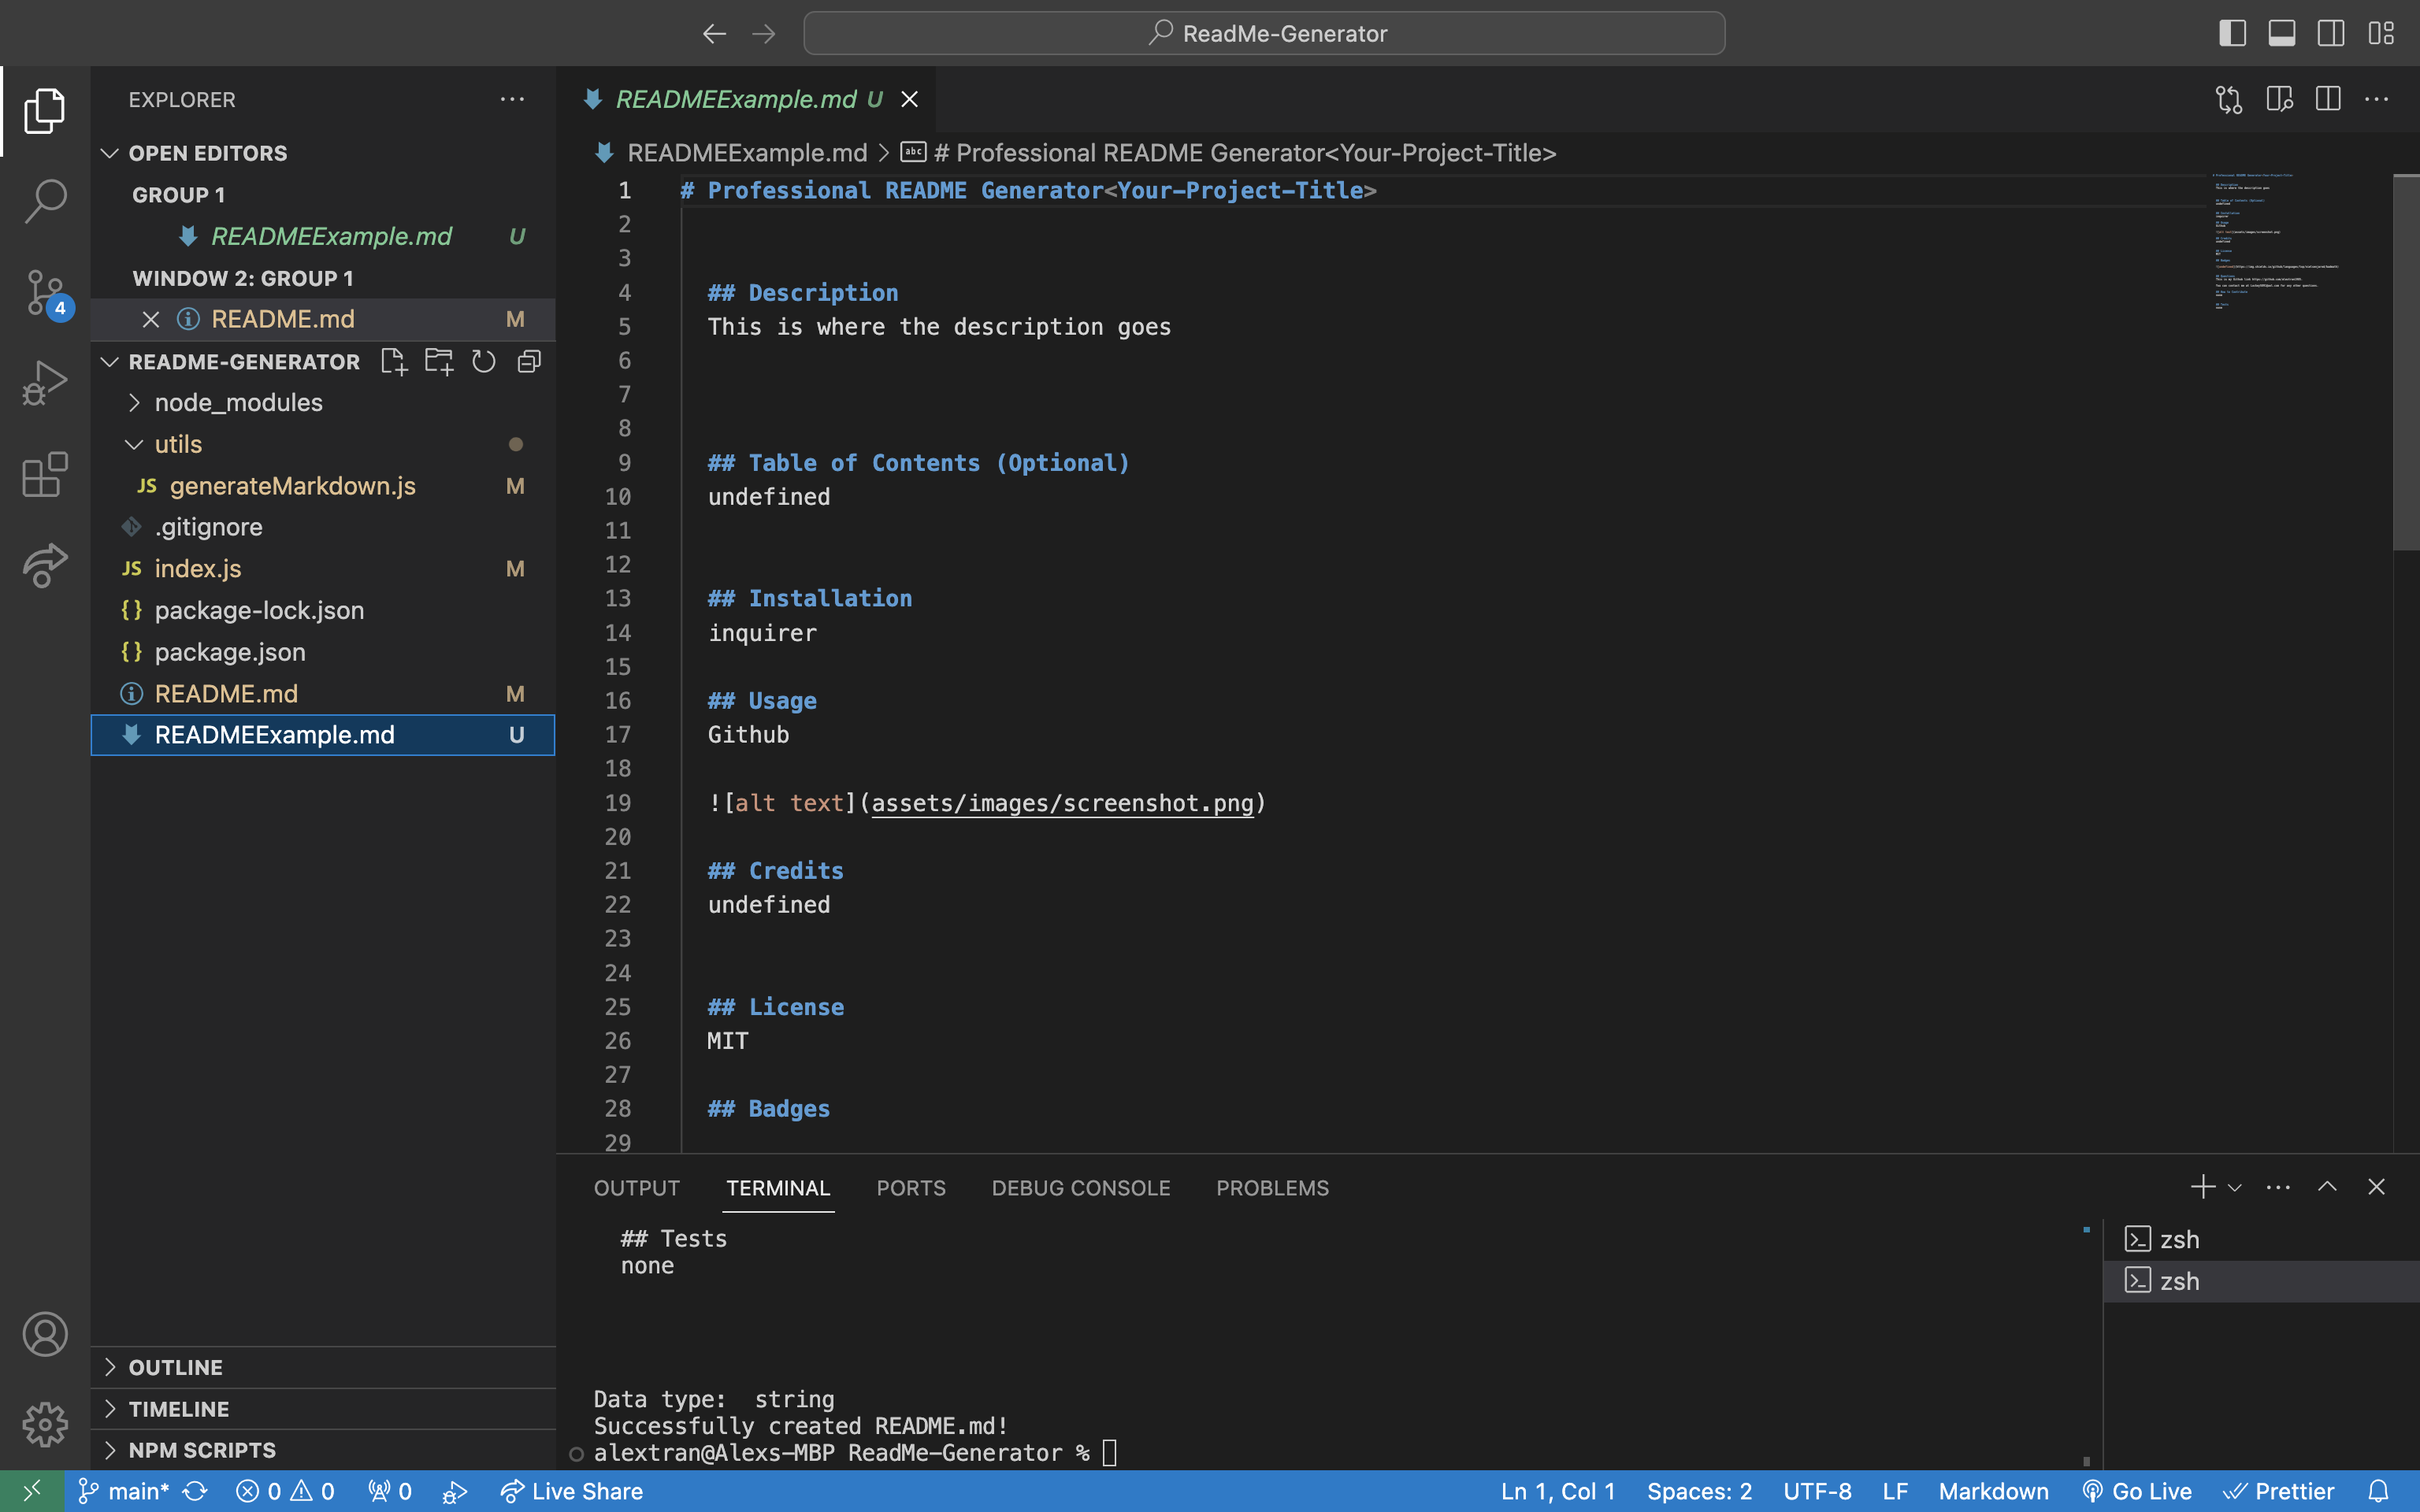 ReadMe-Generator
EXPLORER
OPEN EDITORS
GROUP 1
READMEExample.md U
WINDOW 2: GROUP 1
README.md M
README-GENERATOR
node_modules
utils
JS generateMarkdown.js M
.gitignore
JS index.js M
{} package-lock.json
{} package.json
README.md M
READMEExample.md U
OUTLINE
TIMELINE
NPM SCRIPTS
4
READMEExample.md U
READMEExample.md > abc # Professional README Generator<Your-Project-Title>
1 # Professional README Generator<Your-Project-Title>
2
3
4 ## Description
5 This is where the description goes
6
7
8
9 ## Table of Contents (Optional)
10 undefined
11
12
13 ## Installation
14 inquirer
15
16 ## Usage
17 Github
18
19 ![alt text](assets/images/screenshot.png)
20
21 ## Credits
22 undefined
23
24
25 ## License
26 MIT
27
28 ## Badges
29
OUTPUT TERMINAL PORTS DEBUG CONSOLE PROBLEMS
## Tests
none
Data type:  string
Successfully created README.md!
alextran@Alexs-MBP ReadMe-Generator %
zsh
zsh
main* 0 0 0 Live Share Ln 1, Col 1 Spaces: 2 UTF-8 LF Markdown Go Live Prettier